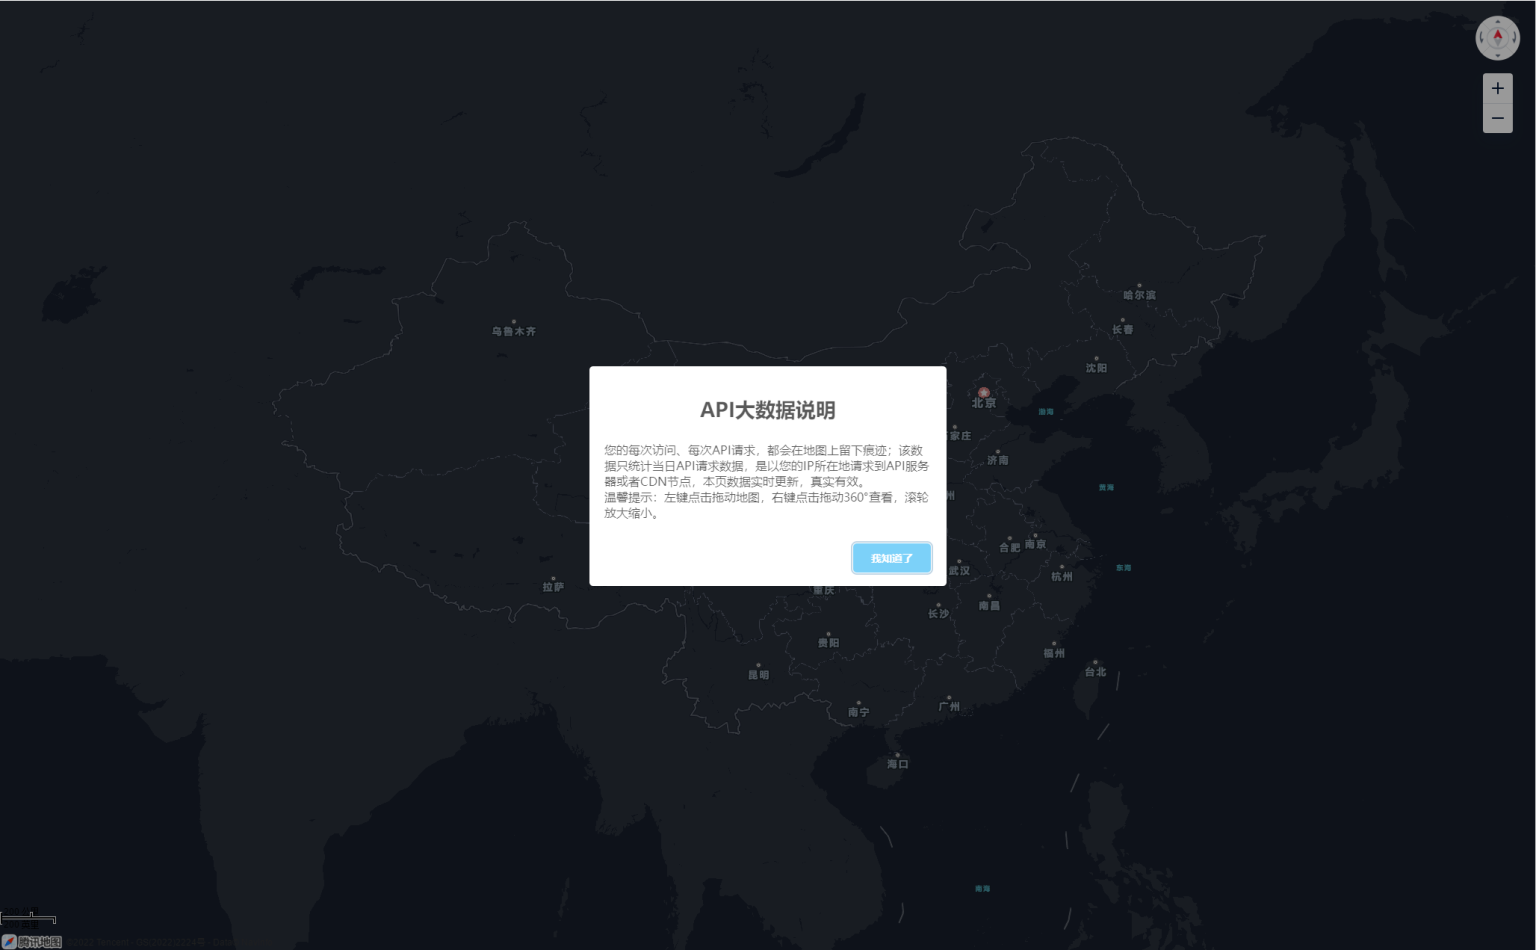 哈尔滨
长春
乌鲁木齐
沈阳
北京
渤海
家庄
济南
API大数据说明
您的每次访问、每次API请求，都会在地图上留下痕迹；该数
据只统计当日API请求数据，是以您的IP所在地请求到API服务
器或者CDN节点，本页数据实时更新，真实有效。
温馨提示：左键点击拖动地图，右键点击拖动360°查看，滚轮
放大缩小。
我知道了
黄海
州
合肥
南京
武汉
杭州
东海
拉萨
重庆
长沙
南昌
贵阳
福州
昆明
台北
南宁
广州
海口
南海
腾讯地图